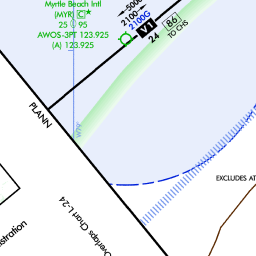 Myrtle Beach Intl
(MYR) C*
25 95
AWOS-3PT 123.925
(A) 123.925
5000
2100
2100G
V1
24
86
TO CHS
PLANN
EXCLUDES AT
Overlaps Chart L-24
stration